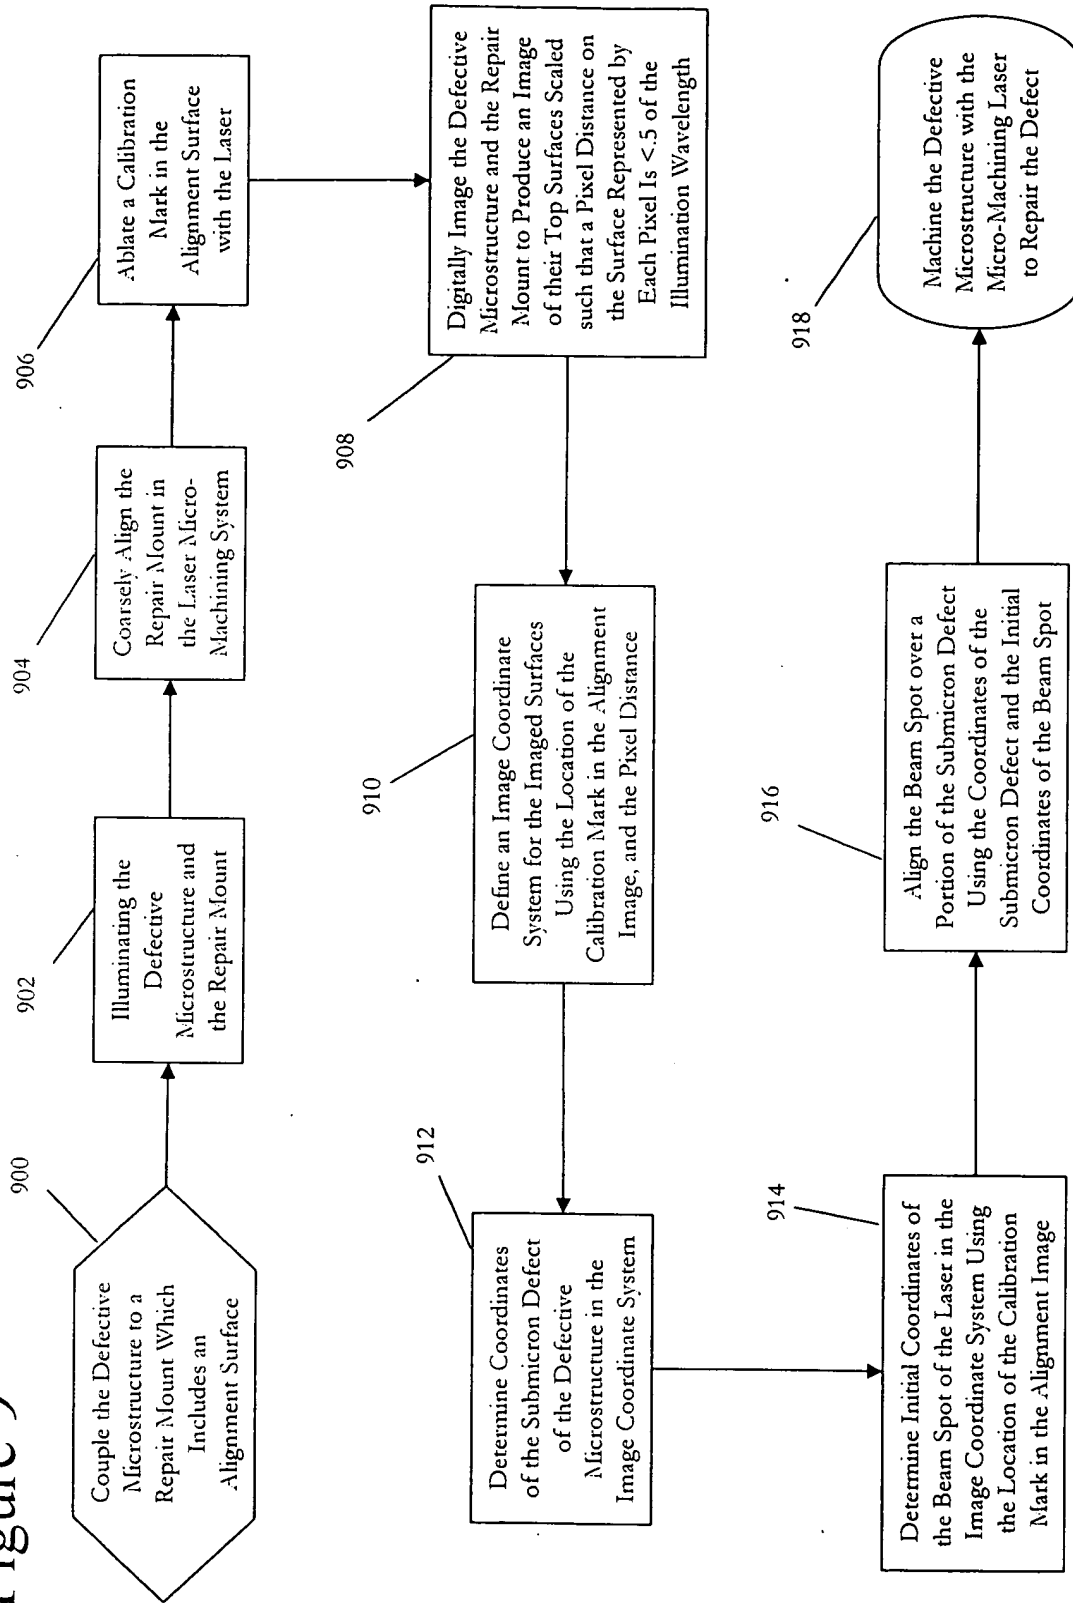 Figure 9
900
Couple the Defective
Microstructure to a
Repair Mount Which
Includes an
Alignment Surface
902
Illuminating the
Defective
Microstructure and
the Repair Mount
904
Coarsely Align the
Repair Mount in
the Laser Micro-
Machining System
906
Ablate a Calibration
Mark in the
Alignment Surface
with the Laser
908
Digitally Image the Defective
Microstructure and the Repair
Mount to Produce an Image
of their Top Surfaces Scaled
such that a Pixel Distance on
the Surface Represented by
Each Pixel Is <.5 of the
Illumination Wavelength
910
Define an Image Coordinate
System for the Imaged Surfaces
Using the Location of the
Calibration Mark in the Alignment
Image, and the Pixel Distance
912
Determine Coordinates
of the Submicron Defect
of the Defective
Microstructure in the
Image Coordinate System
914
Determine Initial Coordinates of
the Beam Spot of the Laser in the
Image Coordinate System Using
the Location of the Calibration
Mark in the Alignment Image
916
Align the Beam Spot over a
Portion of the Submicron Defect
Using the Coordinates of the
Submicron Defect and the Initial
Coordinates of the Beam Spot
918
Machine the Defective
Microstructure with the
Micro-Machining Laser
to Repair the Defect